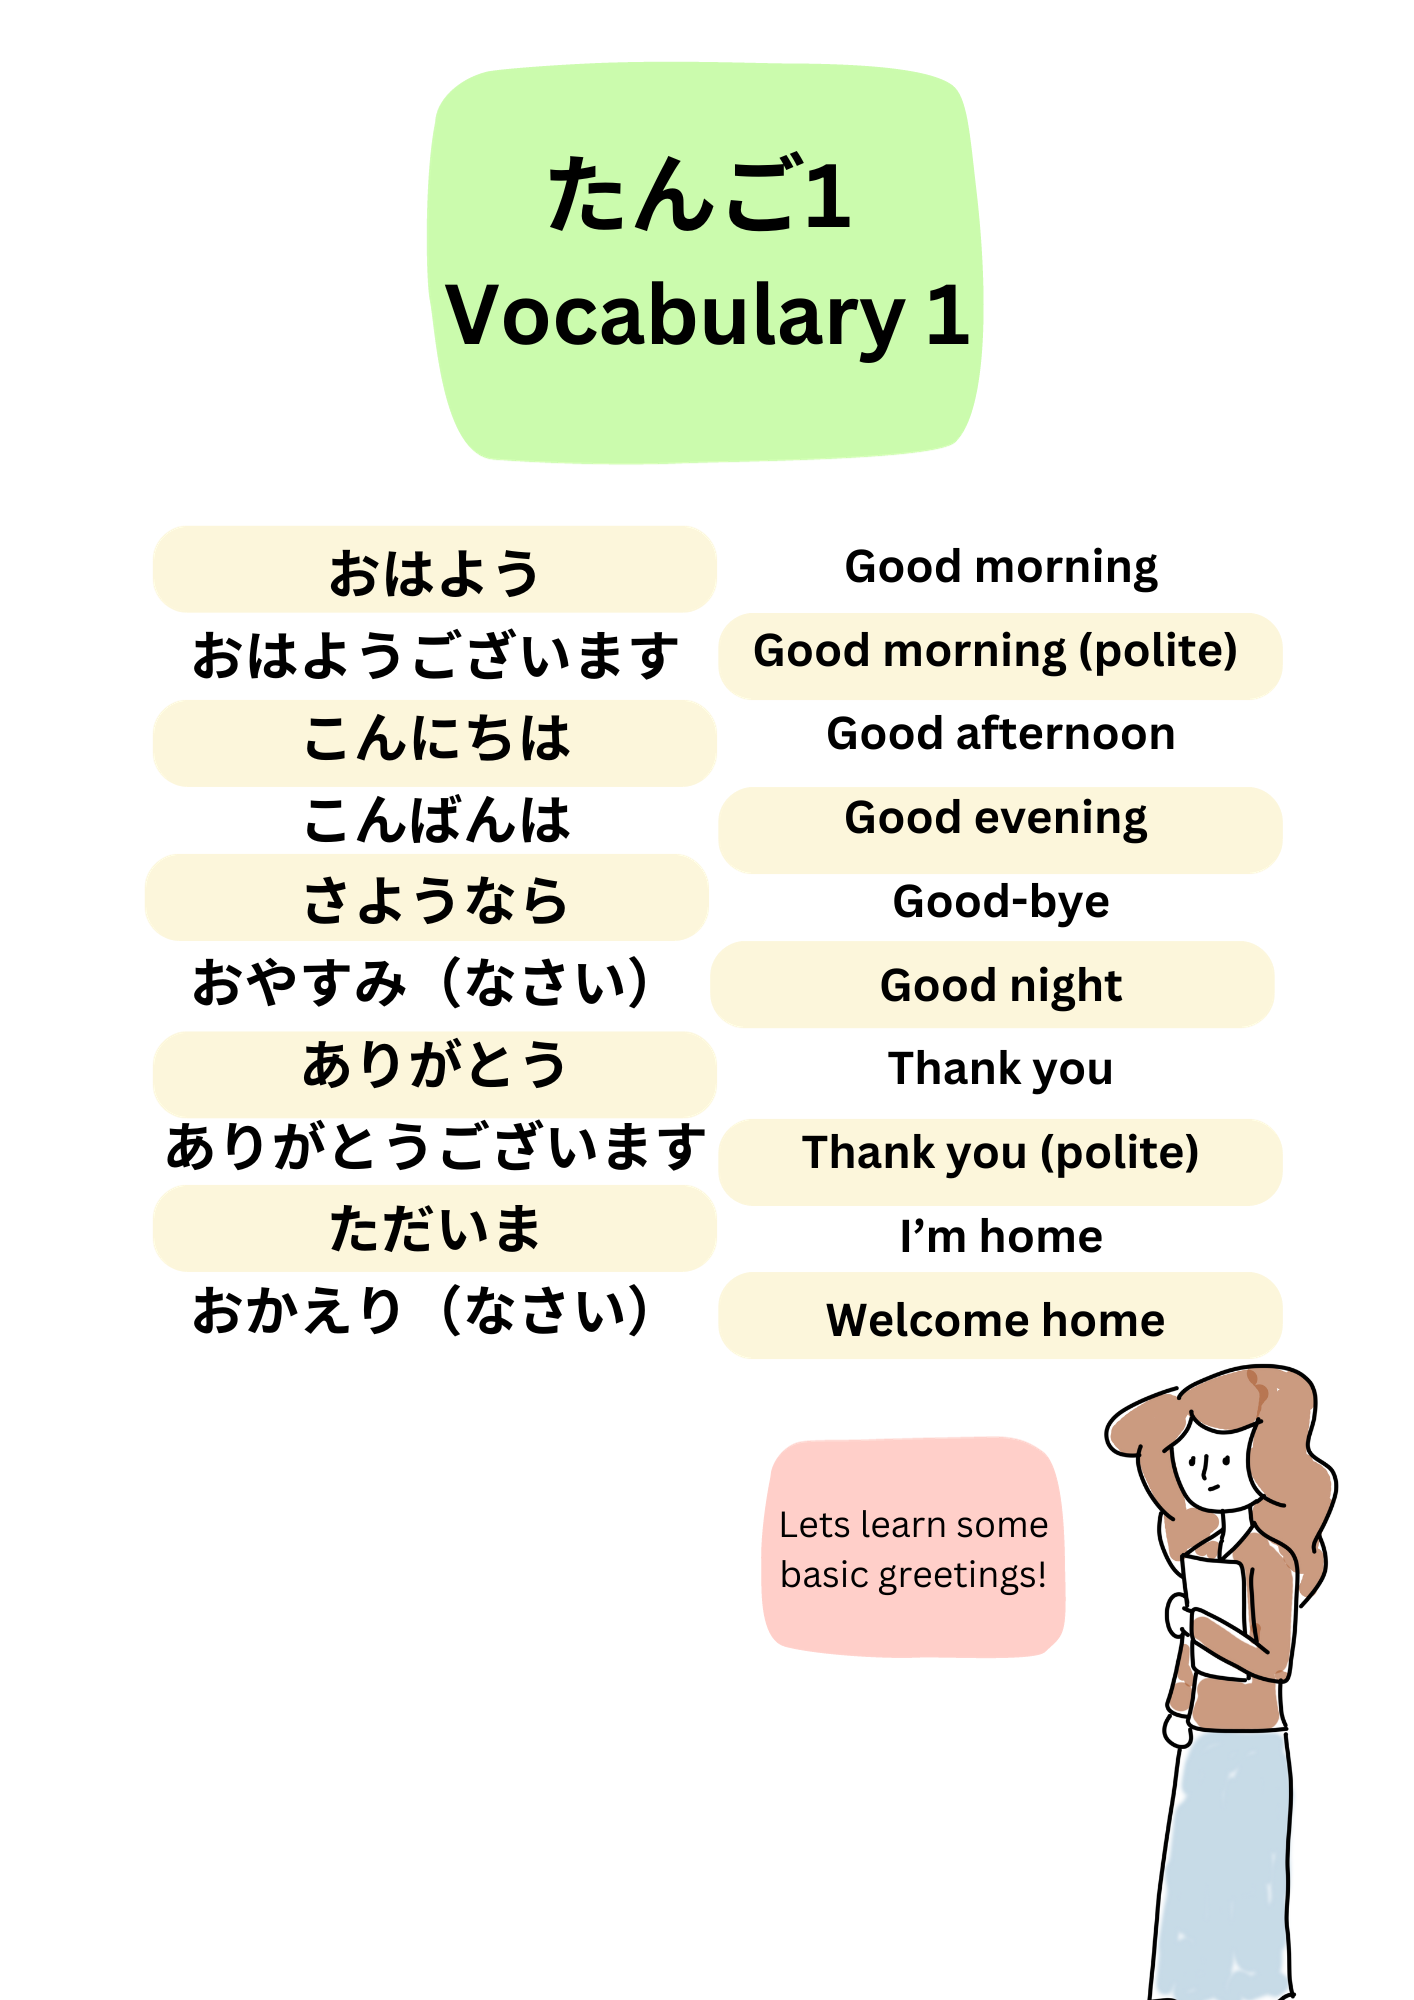 たんご1
Vocabulary 1
おはよう Good morning
おはようございます Good morning (polite)
こんにちは Good afternoon
こんばんは Good evening
さようなら Good-bye
おやすみ（なさい） Good night
ありがとう Thank you
ありがとうございます Thank you (polite)
ただいま I’m home
おかえり（なさい） Welcome home
Lets learn some
basic greetings!